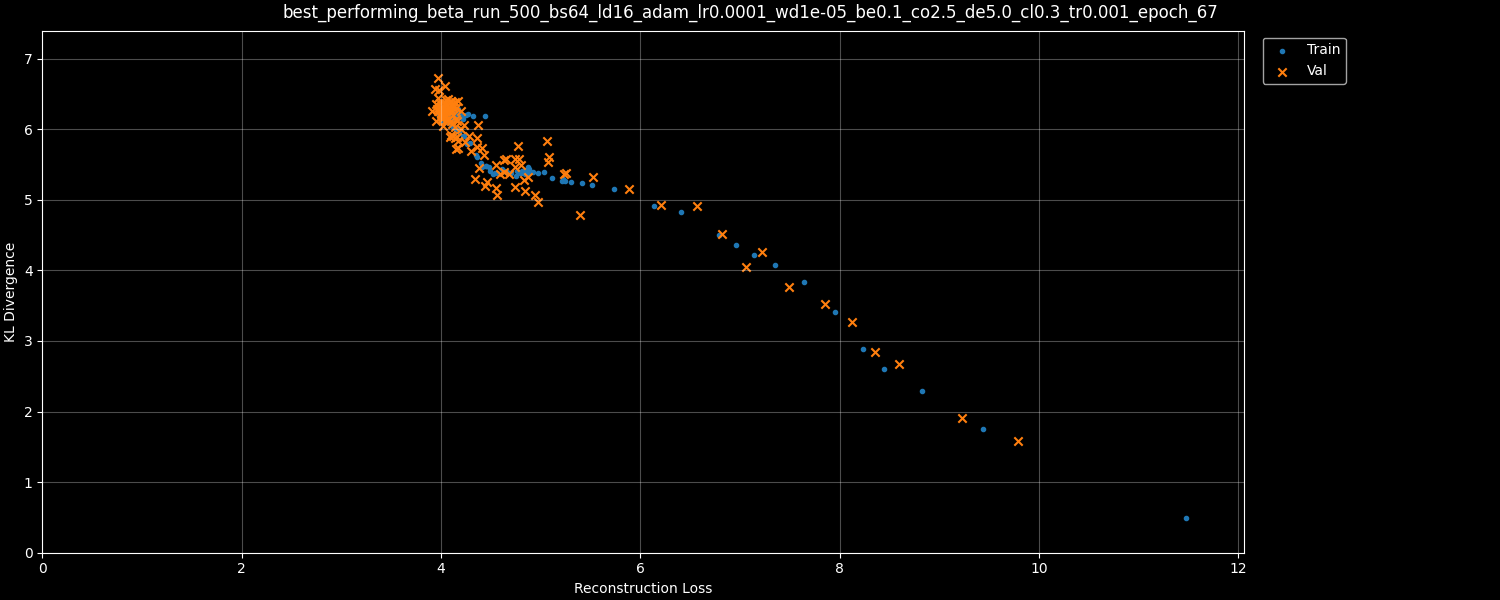 best_performing_beta_run_500_bs64_ld16_adam_lr0.0001_wd1e-05_be0.1_co2.5_de5.0_cl0.3_tr0.001_epoch_67
Train
Val
KL Divergence
7
6
5
4
3
2
1
0
0 2 4 6 8 10 12
Reconstruction Loss